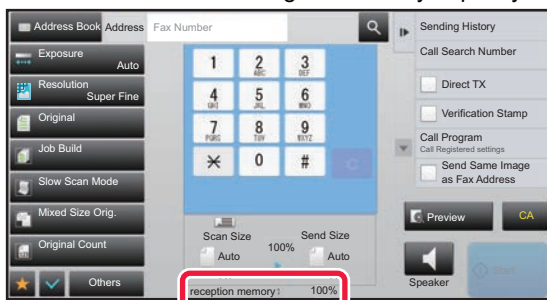 Address Book
Address
Fax Number
Exposure
Auto
Resolution
Super Fine
Original
Job Build
Slow Scan Mode
Mixed Size Orig.
Original Count
Others
1
2
ABC
3
DEF
4
GHI
5
JKL
6
MNO
7
PQRS
8
TUV
9
WXYZ
0
#
C
Scan Size
Auto
100%
Send Size
Auto
reception memory: 100%
Sending History
Call Search Number
Direct TX
Verification Stamp
Call Program
Call Registered settings
Send Same Image
as Fax Address
Preview
CA
Speaker
Start